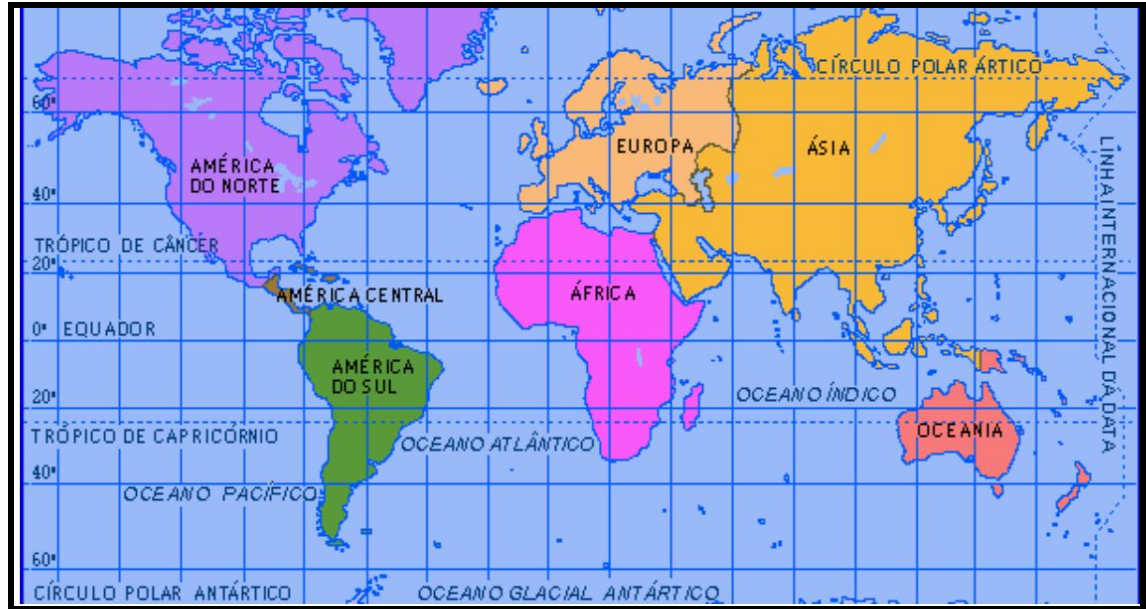 CÍRCULO POLAR ÁRTICO
60°
EUROPA
ÁSIA
AMÉRICA
DO NORTE
LINHA INTERNACIONAL DA DATA
40°
TRÓPICO DE CÂNCER
20°
AMÉRICA CENTRAL
ÁFRICA
0° EQUADOR
AMÉRICA
DO SUL
OCEANO ÍNDICO
20°
TRÓPICO DE CAPRICÓRNIO
OCEANO ATLÂNTICO
OCEANIA
40°
OCEANO PACÍFICO
60°
CÍRCULO POLAR ANTÁRTICO
OCEANO GLACIAL ANTÁRTICO